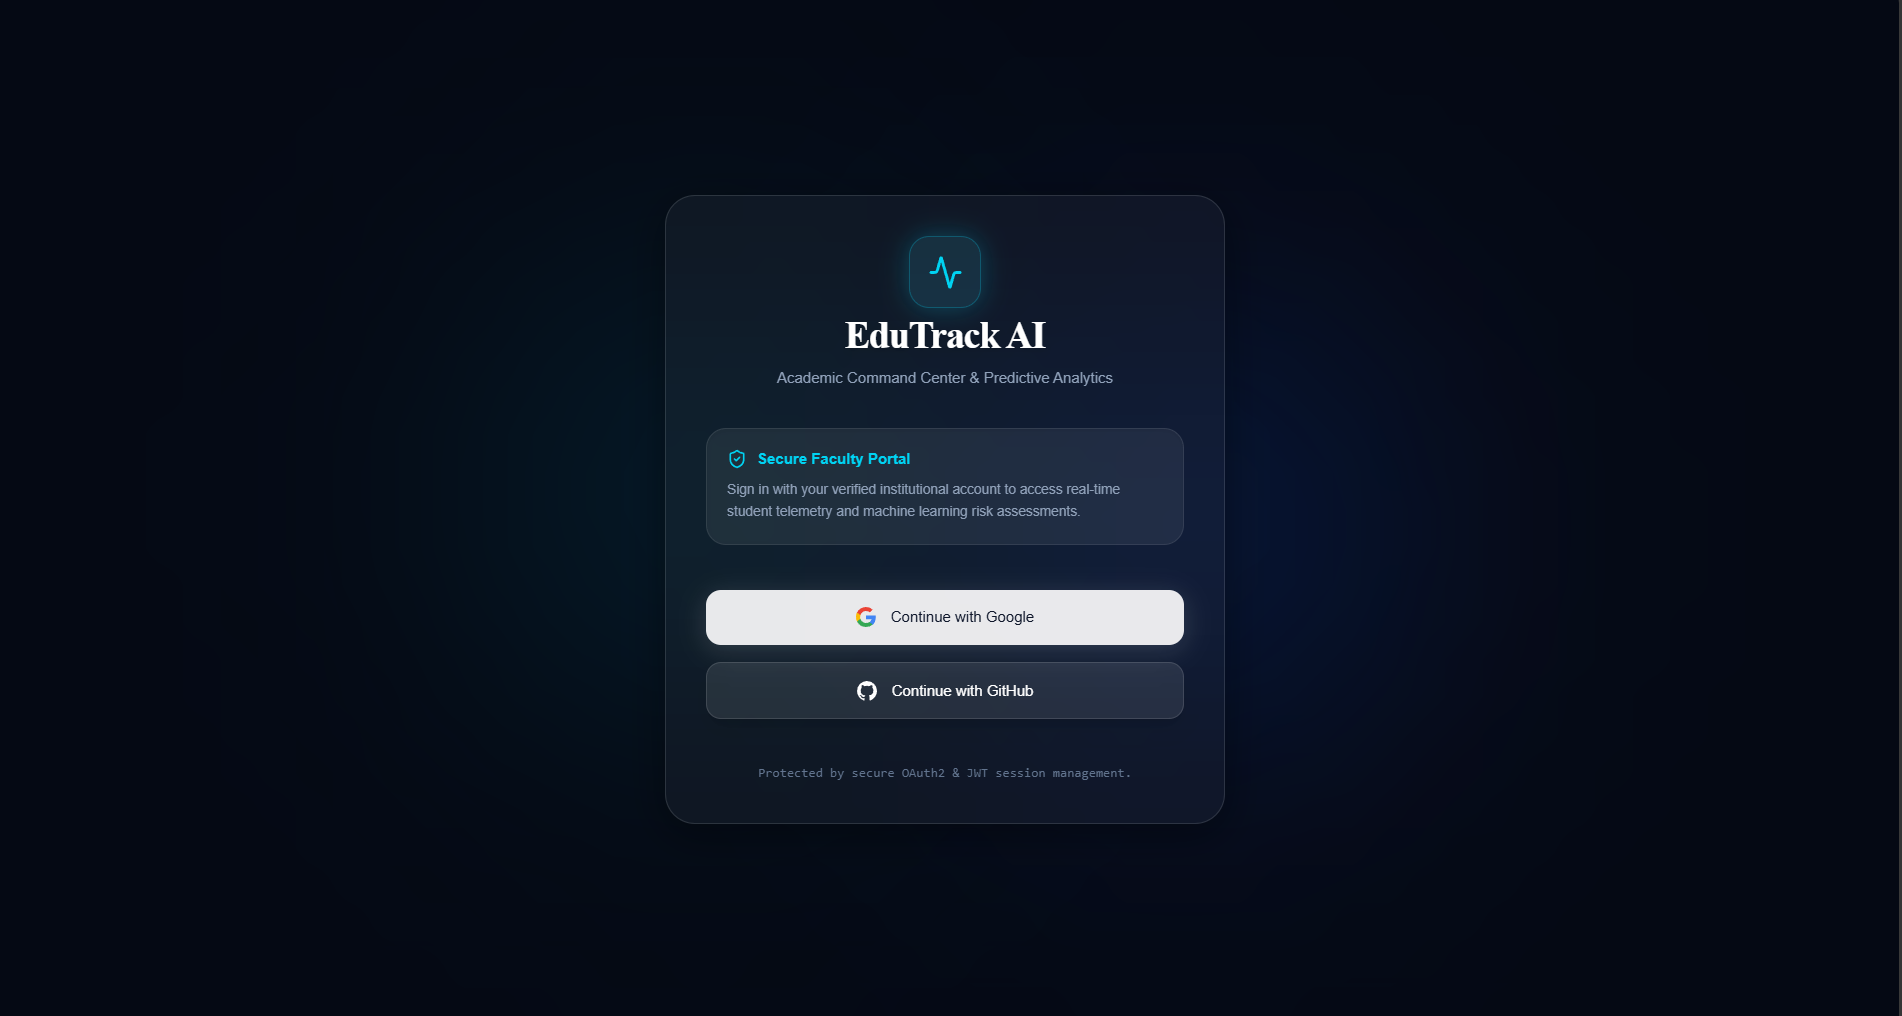 EduTrack AI
Academic Command Center & Predictive Analytics
Secure Faculty Portal
Sign in with your verified institutional account to access real-time
student telemetry and machine learning risk assessments.
Continue with Google
Continue with GitHub
Protected by secure OAuth2 & JWT session management.